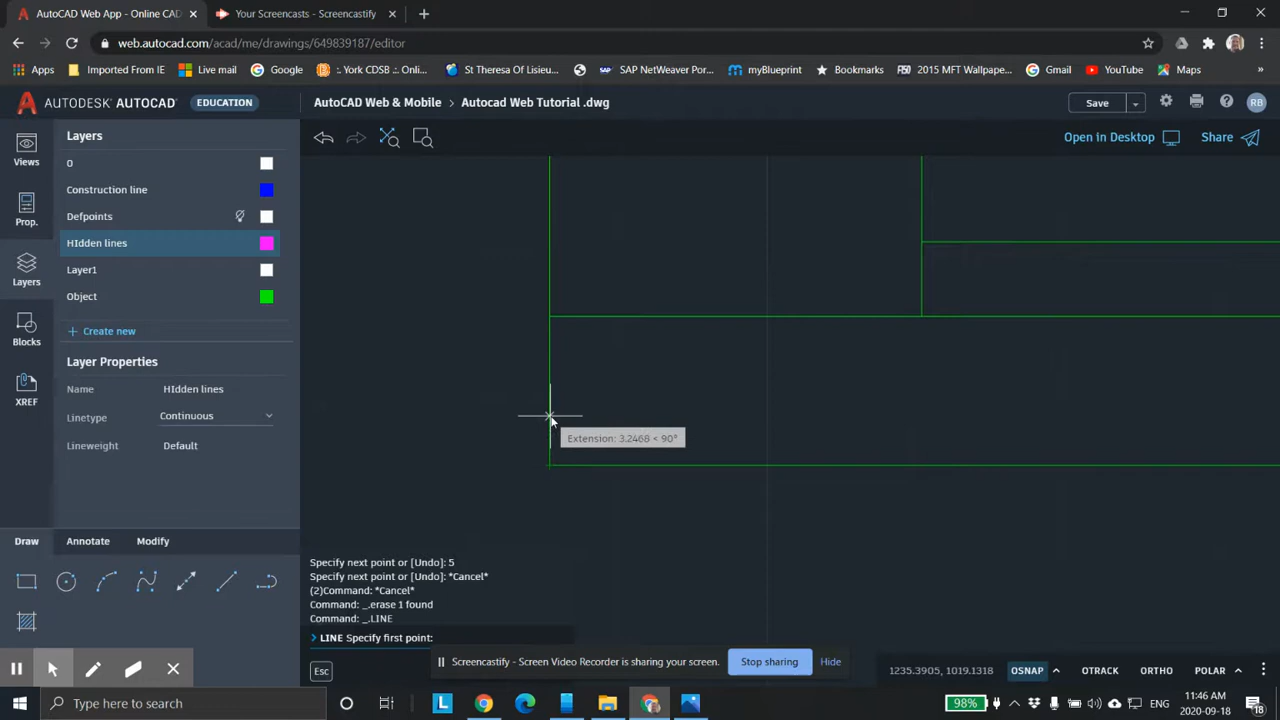 AutoCAD Web App - Online CAD
Your Screencasts - Screencastify
web.autocad.com/acad/me/drawings/649839187/editor
Apps
Imported From IE
Live mail
Google
: York CDSB .:. Onli...
St Theresa Of Lisieu...
SAP NetWeaver Por...
myBlueprint
Bookmarks
2015 MFT Wallpape...
Gmail
YouTube
Maps
»
AUTODESK® AUTOCAD®
EDUCATION
AutoCAD Web & Mobile > Autocad Web Tutorial .dwg
Save
RB
Views
Layers
Open in Desktop
Share
0
Construction line
Prop.
Defpoints
HIdden lines
Layers
Layer1
Object
Blocks
+ Create new
Layer Properties
XREF
Name HIdden lines
Linetype Continuous
Lineweight Default
Extension: 3.2468 < 90°
Draw Annotate Modify
Specify next point or [Undo]: 5
Specify next point or [Undo]: *Cancel*
(2)Command: *Cancel*
Command: _.erase 1 found
Command: _.LINE
> LINE Specify first point:
Esc
Screencastify - Screen Video Recorder is sharing your screen.
Stop sharing
Hide
1235.3905, 1019.1318
OSNAP
OTRACK
ORTHO
POLAR
Type here to search
98%
ENG
11:46 AM
2020-09-18
18